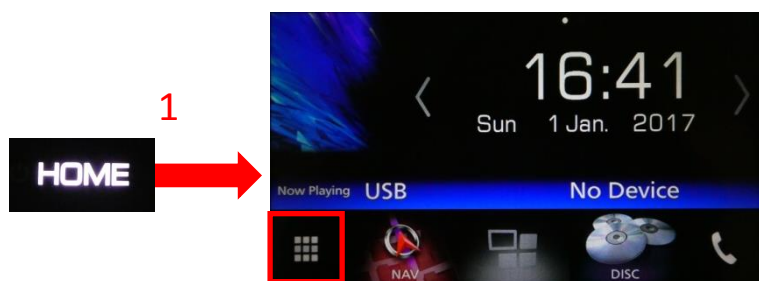 1
HOME
16:41
Sun 1 Jan. 2017
Now Playing USB No Device
NAV
DISC